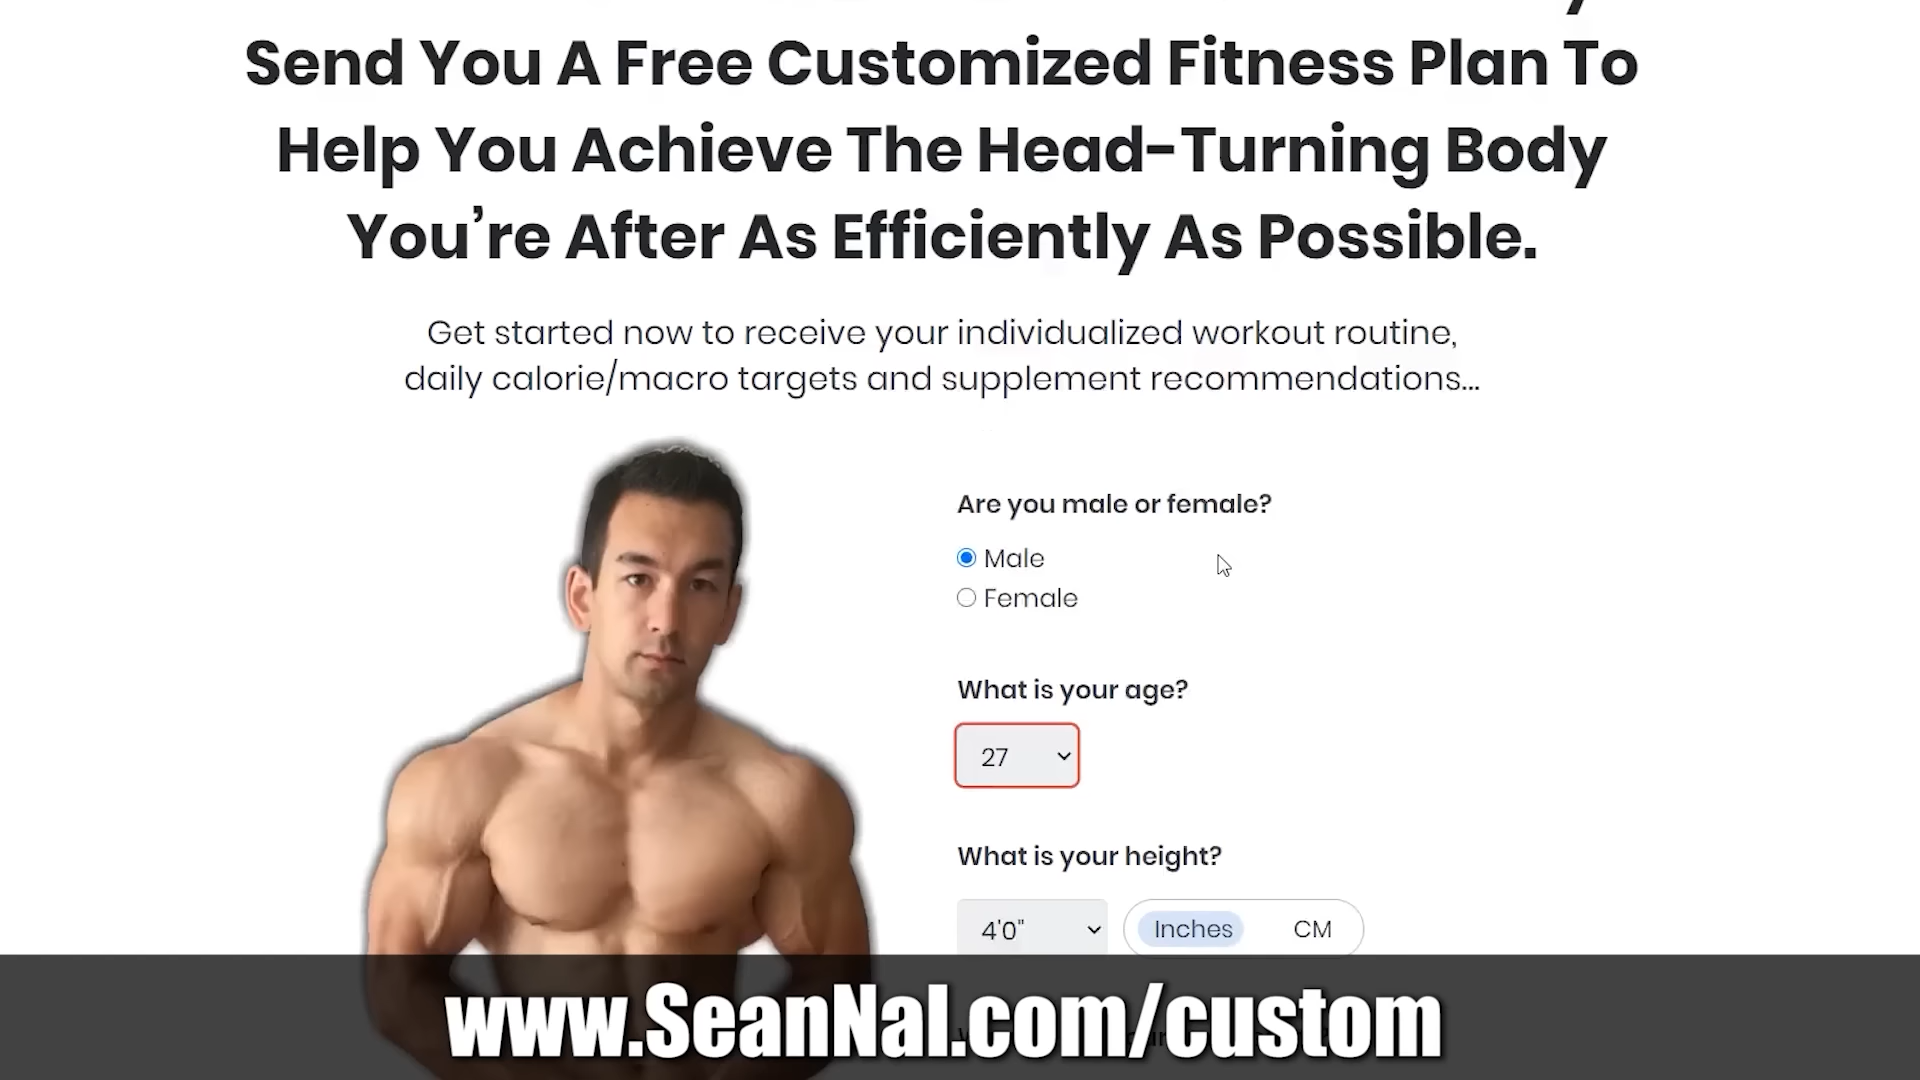 Send You A Free Customized Fitness Plan To
Help You Achieve The Head-Turning Body
You're After As Efficiently As Possible.
Get started now to receive your individualized workout routine,
daily calorie/macro targets and supplement recommendations...
Are you male or female?
Male
Female
What is your age?
27
What is your height?
4'0"
Inches
CM
www.SeanNal.com/custom